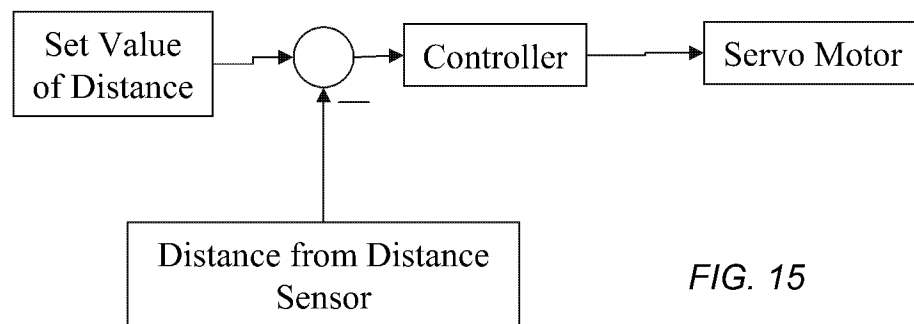 Set Value
of Distance
Controller
Servo Motor
—
Distance from Distance
Sensor
FIG. 15